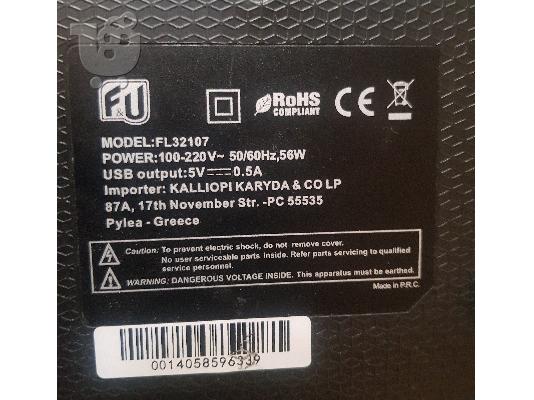 18
F&U
RoHS
COMPLIANT
CE
MODEL:FL32107
POWER:100-220V~ 50/60Hz,56W
USB output:5V⎓0.5A
Importer: KALLIOPI KARYDA & CO LP
87A, 17th November Str. -PC 55535
Pylea - Greece
Caution: To prevent electric shock, do not remove cover.
No user serviceable parts inside. Refer parts servicing to qualified
service personnel.
WARNING: DANGEROUS VOLTAGE INSIDE. This apparatus must be earthed.
Made in P.R.C.
0014058596339